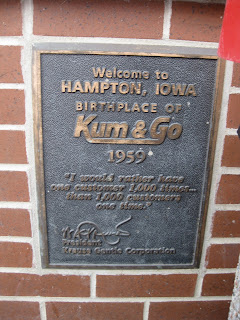 Welcome to
HAMPTON, IOWA
BIRTHPLACE OF
Kum & Go
1959
"I would rather have
one customer 1,000 times...
than 1,000 customers
one time."
President
Krause Gentle Corporation